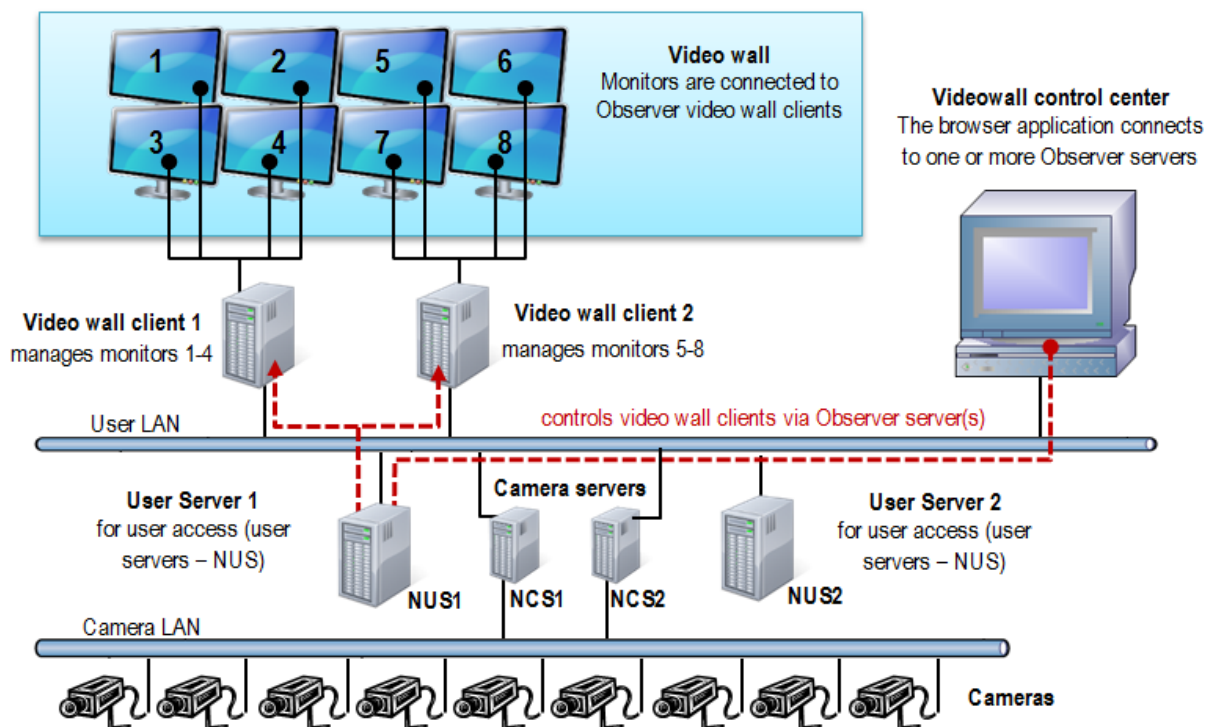 1
2
5
6
3
4
7
8
Video wall
Monitors are connected to
Observer video wall clients
Videowall control center
The browser application connects
to one or more Observer servers
Video wall client 1
manages monitors 1-4
Video wall client 2
manages monitors 5-8
User LAN
controls video wall clients via Observer server(s)
User Server 1
for user access (user
servers – NUS)
Camera servers
User Server 2
for user access (user
servers – NUS)
NUS1
NCS1
NCS2
NUS2
Camera LAN
Cameras